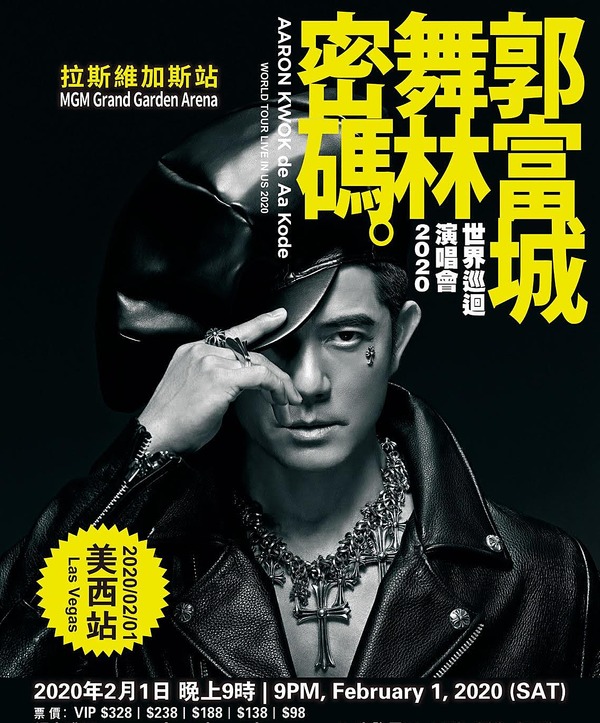 郭富城
舞林
密碼。
世界巡迴
演唱會
2020
AARON KWOK de Aa Kode
WORLD TOUR LIVE IN US 2020
拉斯維加斯站
MGM Grand Garden Arena
2020/02/01
美西站
Las Vegas
2020年2月1日 晚上9時 | 9PM, February 1, 2020 (SAT)
票 價： VIP $328 | $238 | $188 | $138 | $98